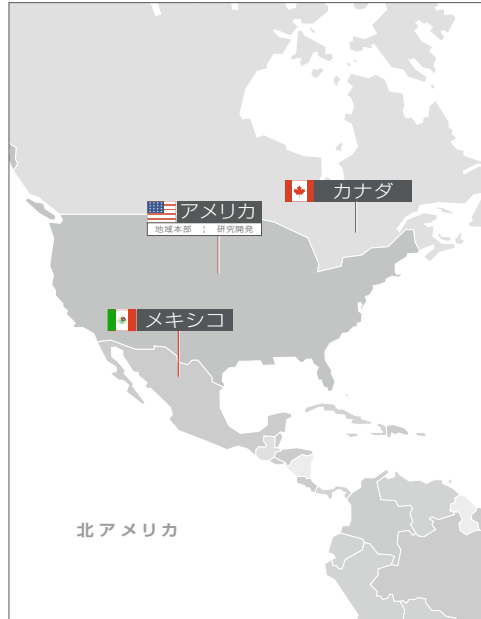 カナダ
アメリカ
地域本部 ¦ 研究開発
メキシコ
北アメリカ